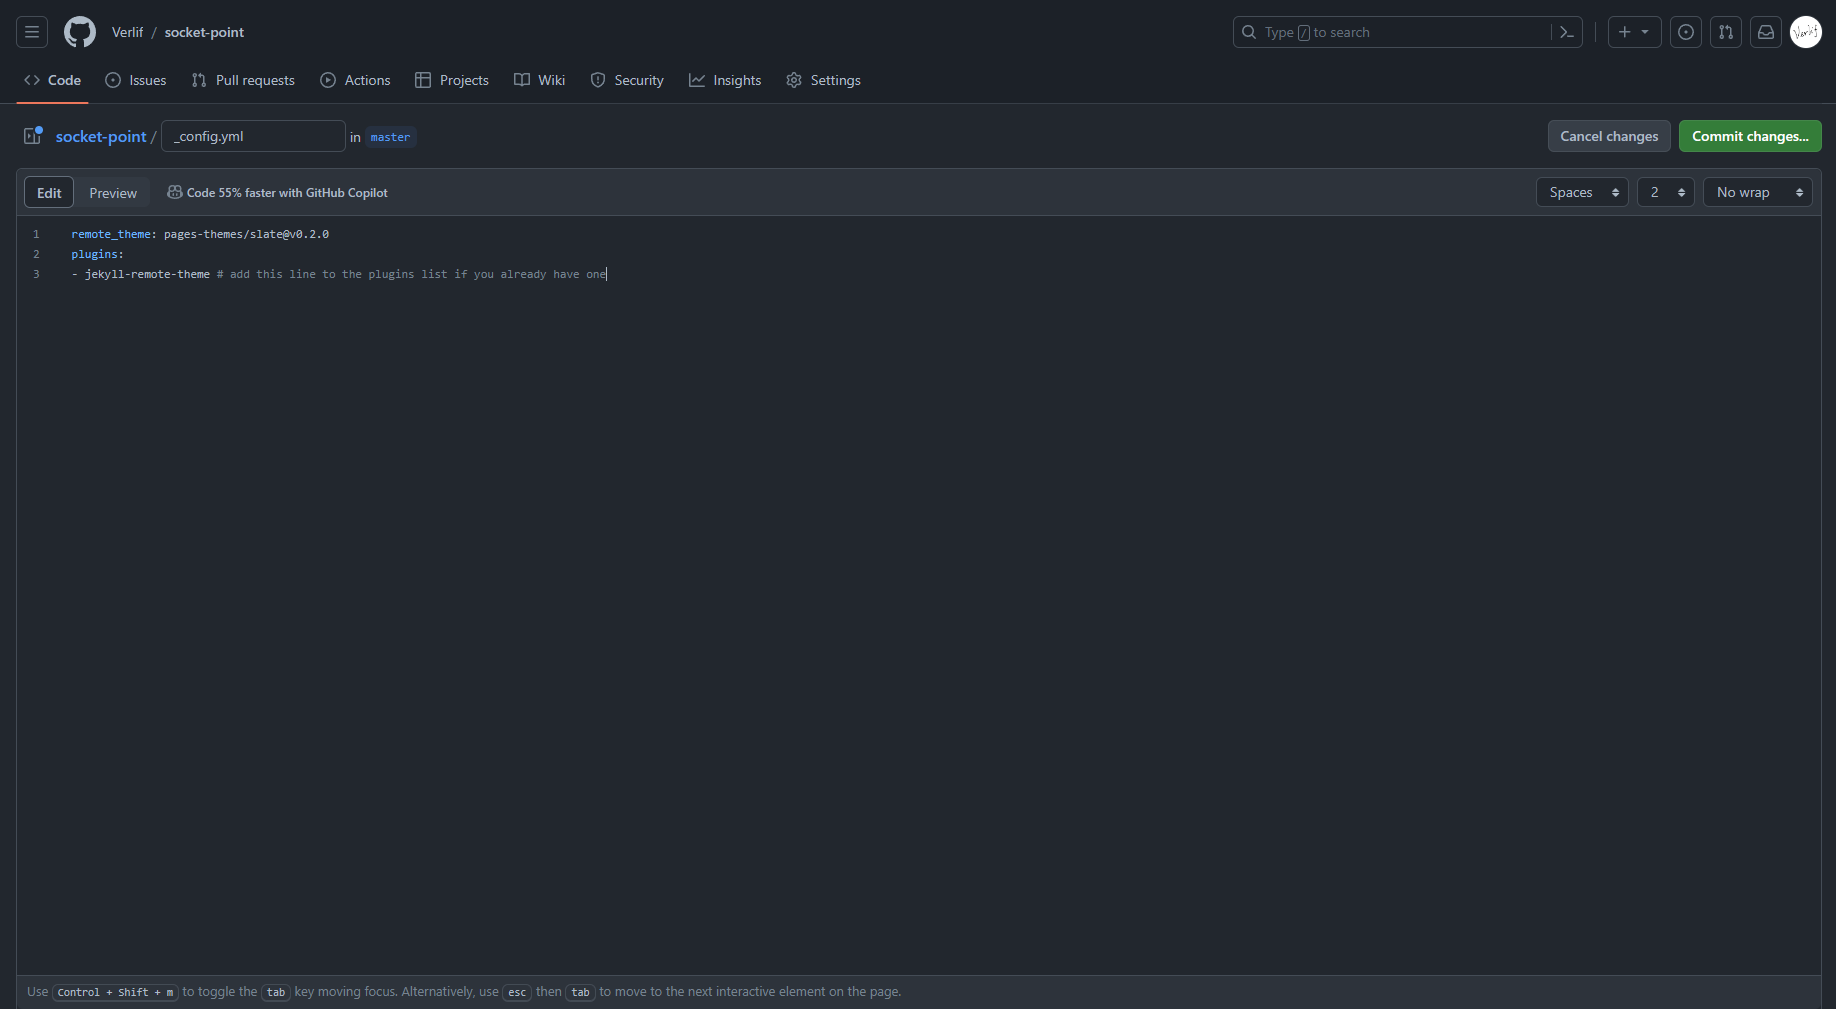 Verlif / socket-point
Type / to search
Verlif
Code Issues Pull requests Actions Projects Wiki Security Insights Settings
socket-point / _config.yml in master
Cancel changes Commit changes...
Edit Preview Code 55% faster with GitHub Copilot
Spaces 2 No wrap
1 remote_theme: pages-themes/slate@v0.2.0
2 plugins:
3 - jekyll-remote-theme # add this line to the plugins list if you already have one
Use Control + Shift + m to toggle the tab key moving focus. Alternatively, use esc then tab to move to the next interactive element on the page.